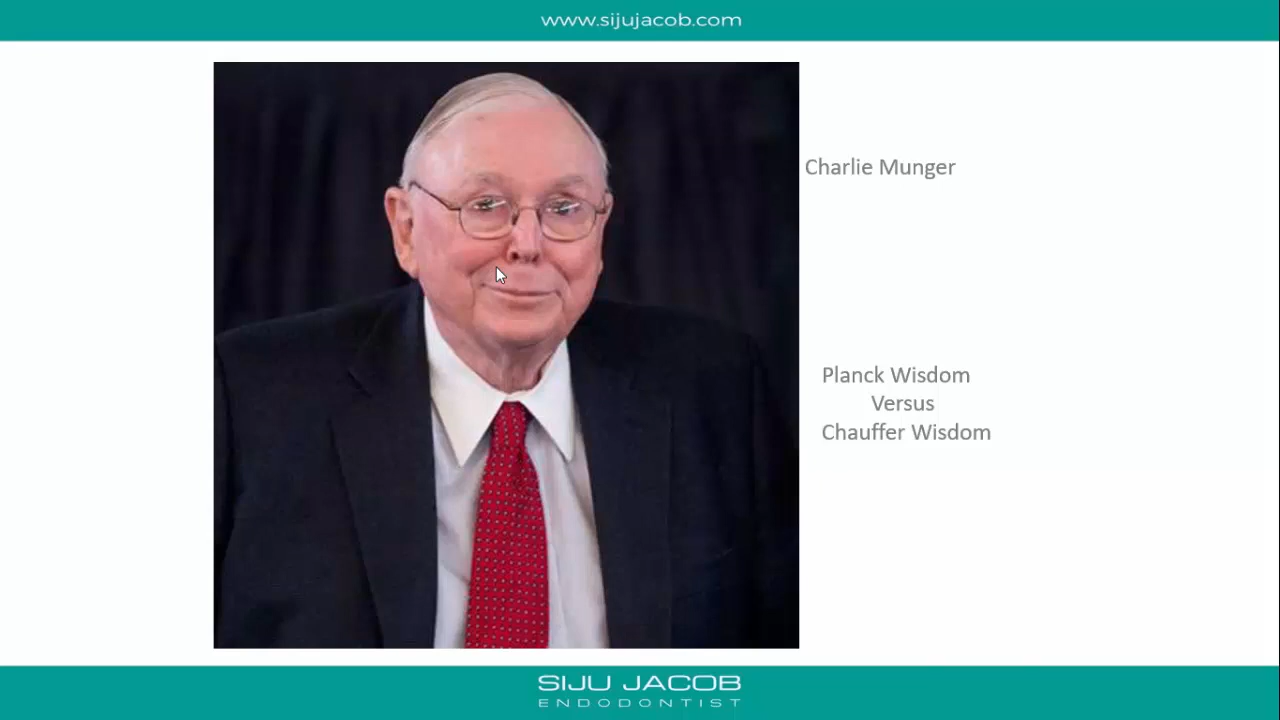 www.sijujacob.com
Charlie Munger
Planck Wisdom
Versus
Chauffer Wisdom
SIJU JACOB
ENDODONTIST